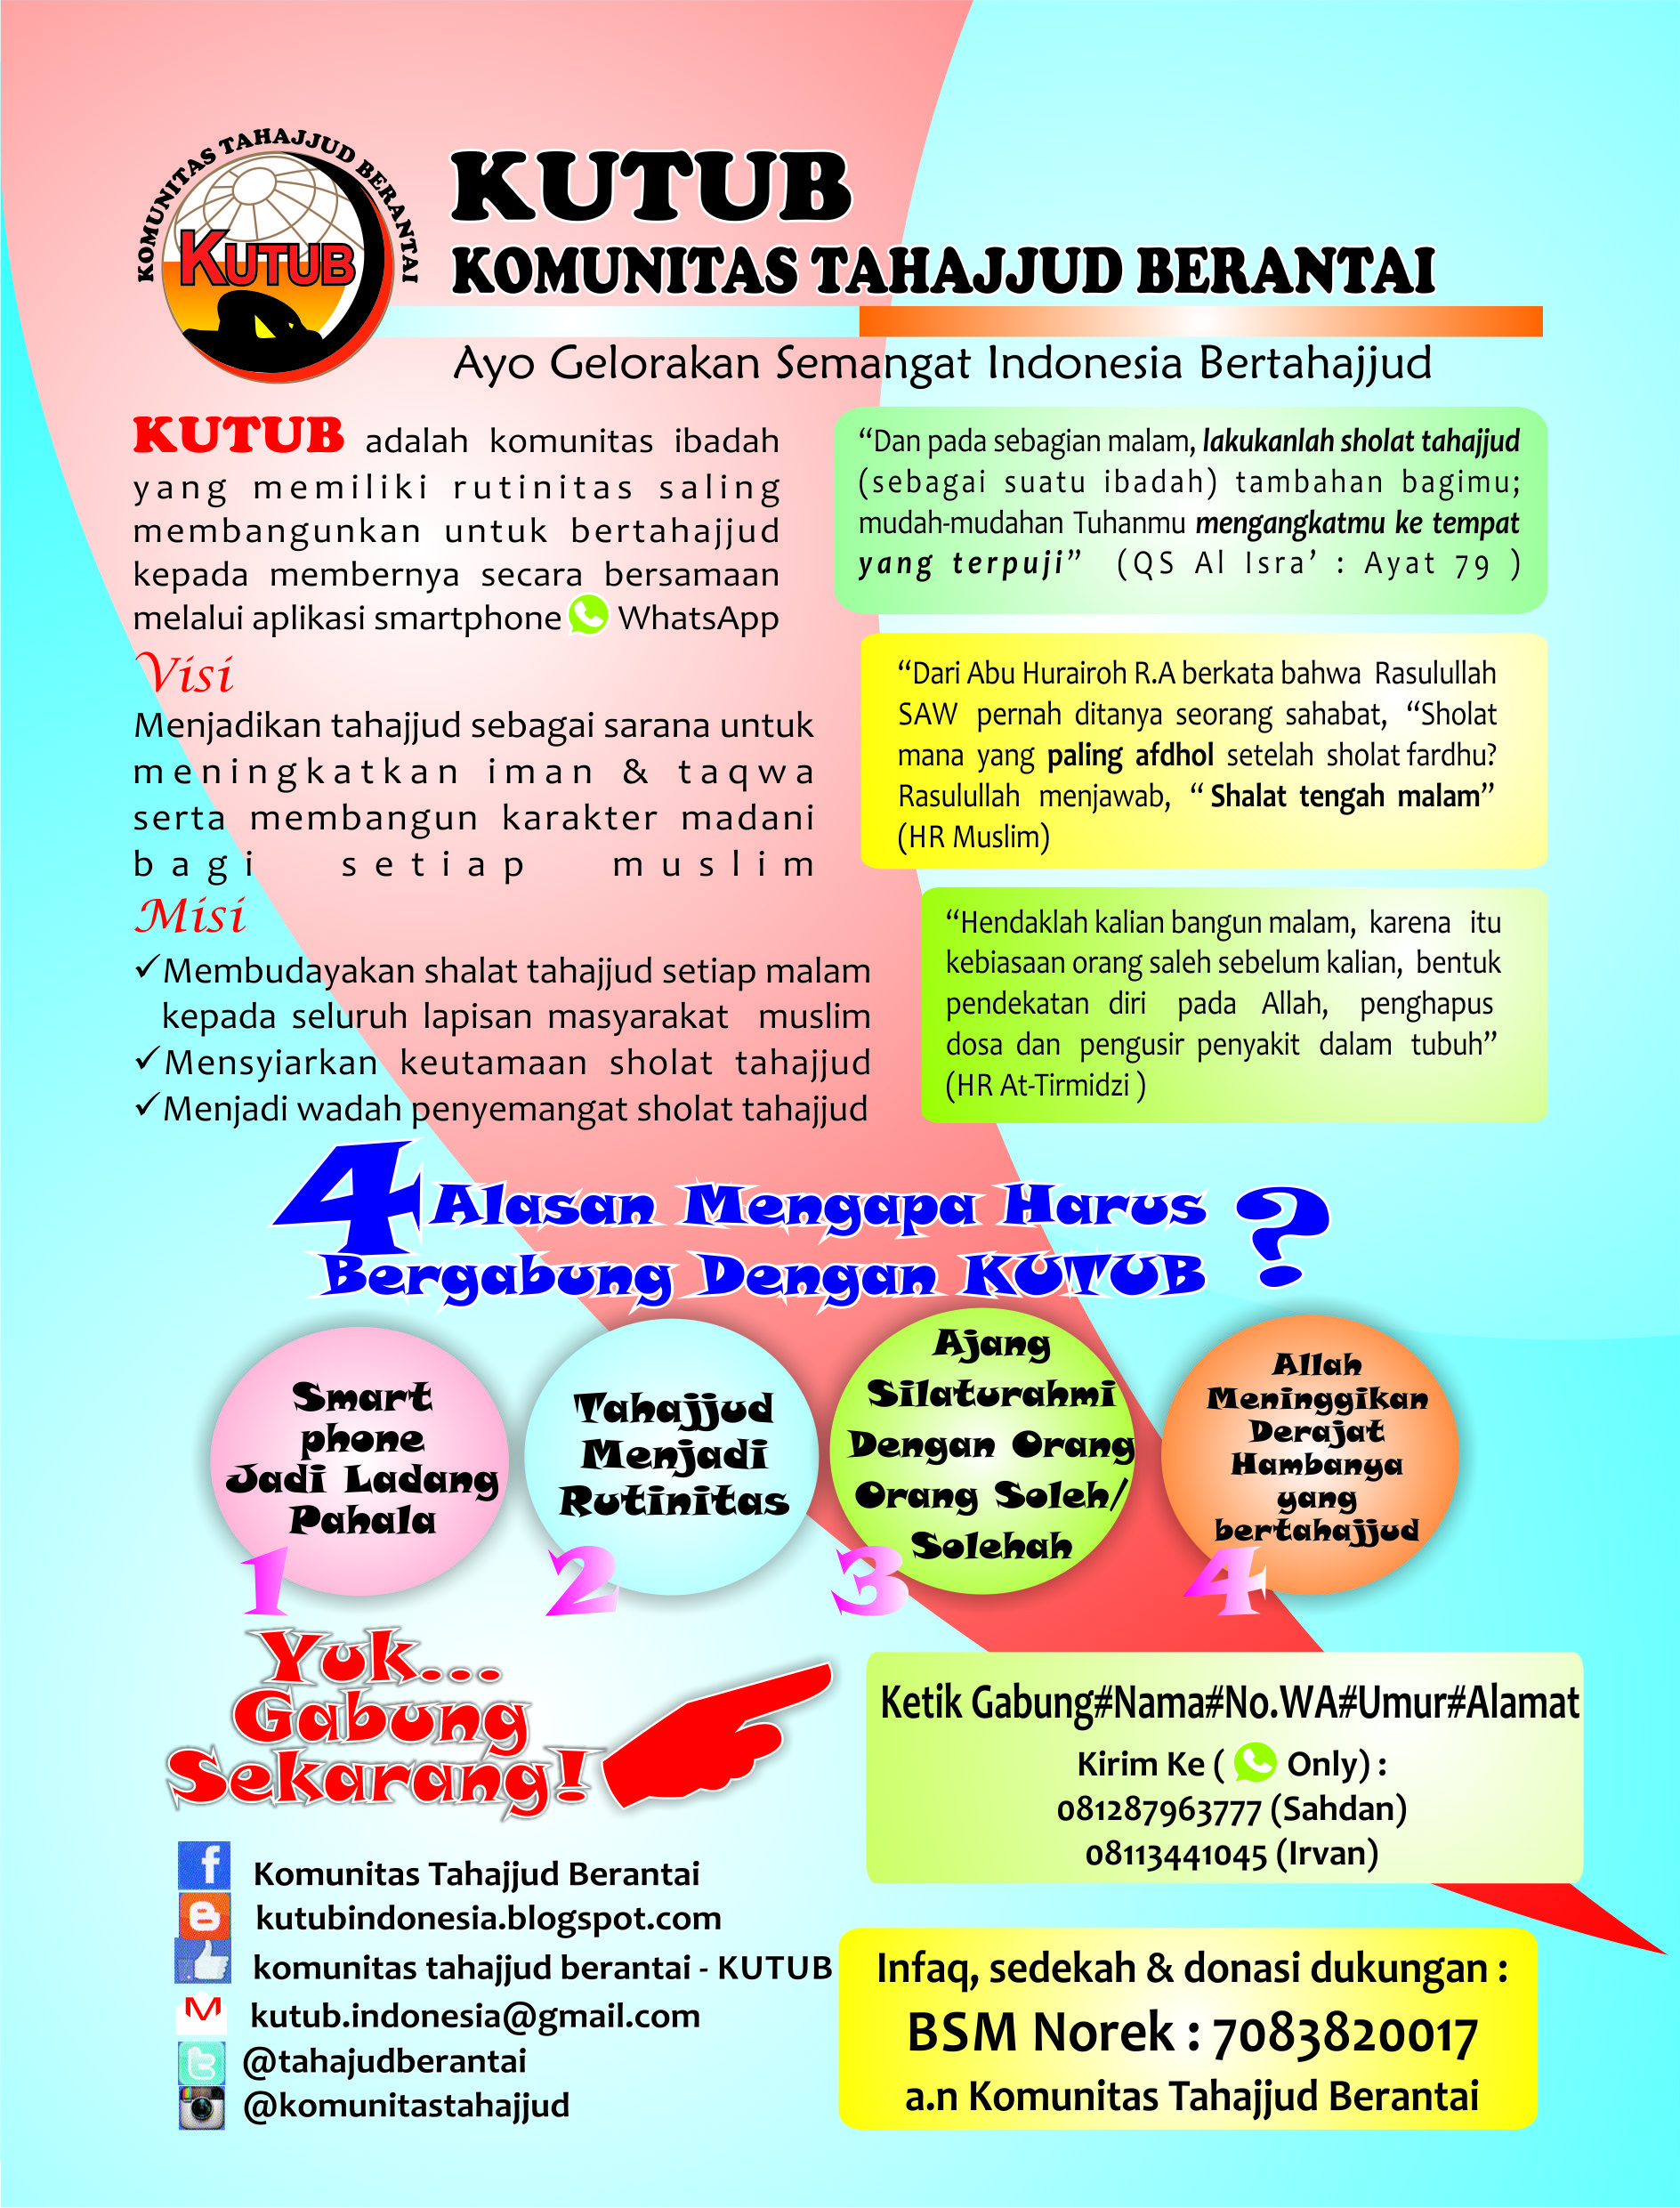 KOMUNITAS TAHAJJUD BERANTAI
KUTUB
KUTUB
KOMUNITAS TAHAJJUD BERANTAI
Ayo Gelorakan Semangat Indonesia Bertahajjud
KUTUB adalah komunitas ibadah
yang memiliki rutinitas saling
membangunkan untuk bertahajjud
kepada membernya secara bersamaan
melalui aplikasi smartphone WhatsApp
Visi
Menjadikan tahajjud sebagai sarana untuk
meningkatkan iman & taqwa
serta membangun karakter madani
bagi setiap muslim
Misi
✓Membudayakan shalat tahajjud setiap malam
kepada seluruh lapisan masyarakat muslim
✓Mensyiarkan keutamaan sholat tahajjud
✓Menjadi wadah penyemangat sholat tahajjud
“Dan pada sebagian malam, lakukanlah sholat tahajjud
(sebagai suatu ibadah) tambahan bagimu;
mudah-mudahan Tuhanmu mengangkatmu ke tempat
yang terpuji” (QS Al Isra’ : Ayat 79 )
“Dari Abu Hurairoh R.A berkata bahwa Rasulullah
SAW pernah ditanya seorang sahabat, “Sholat
mana yang paling afdhol setelah sholat fardhu?
Rasulullah menjawab, “ Shalat tengah malam”
(HR Muslim)
“Hendaklah kalian bangun malam, karena itu
kebiasaan orang saleh sebelum kalian, bentuk
pendekatan diri pada Allah, penghapus
dosa dan pengusir penyakit dalam tubuh”
(HR At-Tirmidzi )
4 Alasan Mengapa Harus
Bergabung Dengan KUTUB ?
Smart
phone
Jadi Ladang
Pahala
1
Tahajjud
Menjadi
Rutinitas
2
Ajang
Silaturahmi
Dengan Orang
Orang Soleh/
Solehah
3
Allah
Meninggikan
Derajat
Hambanya
yang
bertahajjud
4
Yuk...
Gabung
Sekarang!
Ketik Gabung#Nama#No.WA#Umur#Alamat
Kirim Ke ( Only) :
081287963777 (Sahdan)
08113441045 (Irvan)
Komunitas Tahajjud Berantai
kutubindonesia.blogspot.com
komunitas tahajjud berantai - KUTUB
kutub.indonesia@gmail.com
@tahajudberantai
@komunitastahajjud
Infaq, sedekah & donasi dukungan :
BSM Norek : 7083820017
a.n Komunitas Tahajjud Berantai